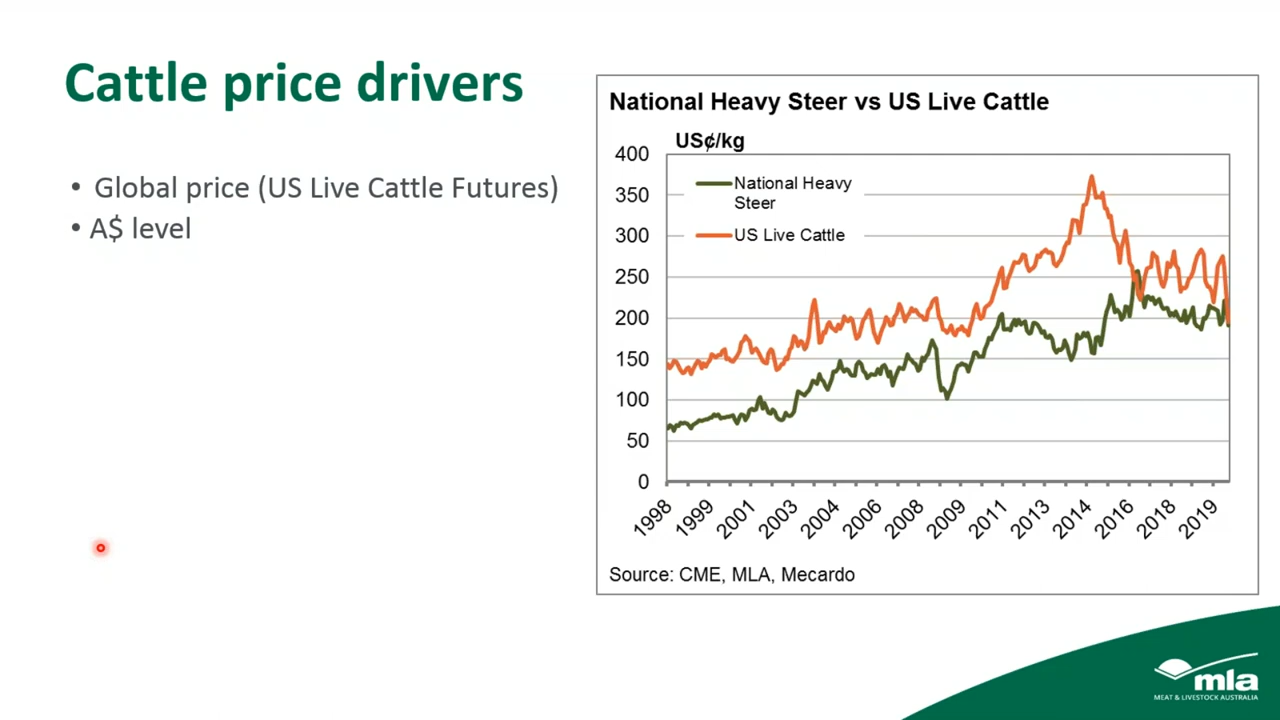 Cattle price drivers
• Global price (US Live Cattle Futures)
• A$ level
National Heavy Steer vs US Live Cattle
US¢/kg
400
350
300
250
200
150
100
50
0
National Heavy
Steer
US Live Cattle
1998
1999
2001
2003
2004
2006
2008
2009
2011
2013
2014
2016
2018
2019
Source: CME, MLA, Mecardo
mla
MEAT & LIVESTOCK AUSTRALIA